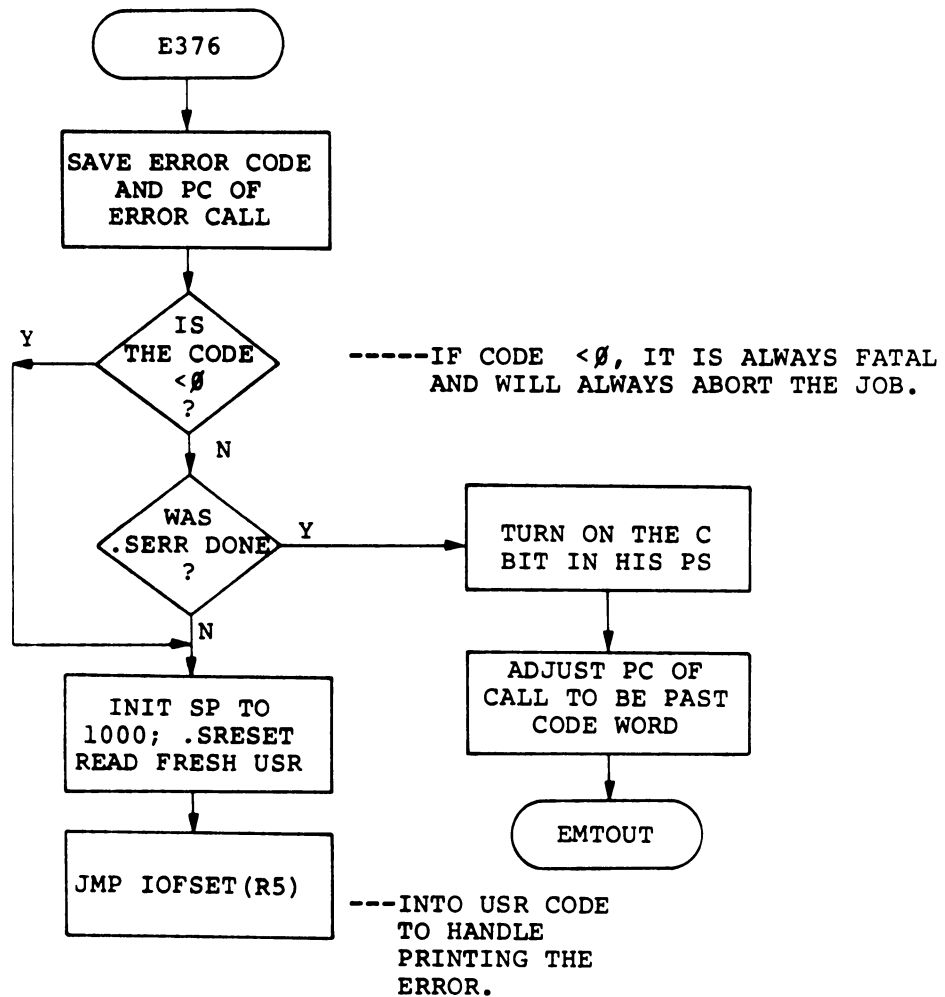 E376
SAVE ERROR CODE
AND PC OF
ERROR CALL
IS
THE CODE
<Ø
?
Y
-----IF CODE <Ø, IT IS ALWAYS FATAL
AND WILL ALWAYS ABORT THE JOB.
N
WAS
.SERR DONE
?
Y
TURN ON THE C
BIT IN HIS PS
N
ADJUST PC OF
CALL TO BE PAST
CODE WORD
INIT SP TO
1000; .SRESET
READ FRESH USR
EMTOUT
JMP IOFSET(R5)
---INTO USR CODE
TO HANDLE
PRINTING THE
ERROR.